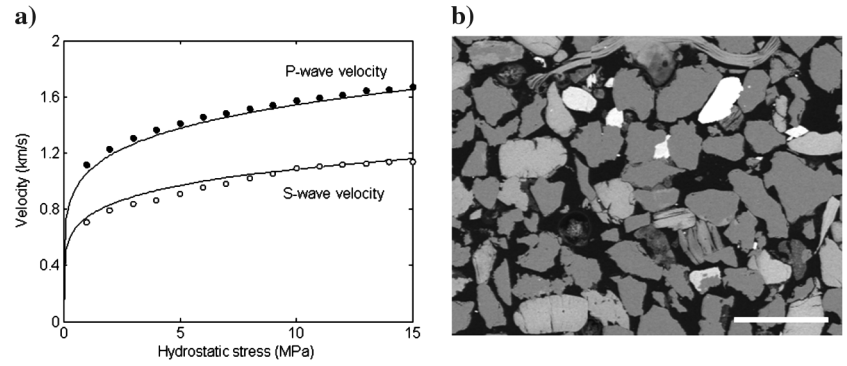 a)
2
1.6
1.2
0.8
0.4
0
Velocity (km/s)
P-wave velocity
S-wave velocity
0 5 10 15
Hydrostatic stress (MPa)
b)